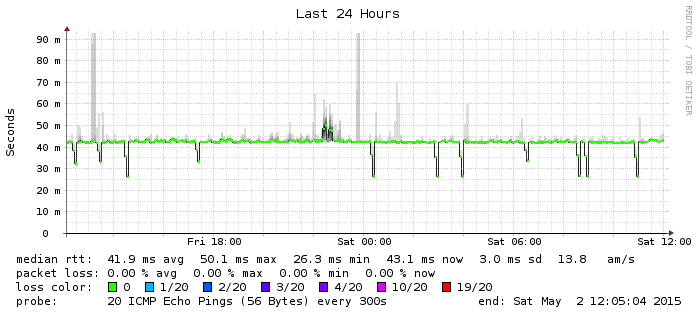 Last 24 Hours
RRDTOOL / TOBI OETIKER
Seconds
90 m
80 m
70 m
60 m
50 m
40 m
30 m
20 m
10 m
0
Fri 18:00 Sat 00:00 Sat 06:00 Sat 12:00
median rtt: 41.9 ms avg 50.1 ms max 26.3 ms min 43.1 ms now 3.0 ms sd 13.8 am/s
packet loss: 0.00 % avg 0.00 % max 0.00 % min 0.00 % now
loss color: 0 1/20 2/20 3/20 4/20 10/20 19/20
probe: 20 ICMP Echo Pings (56 Bytes) every 300s end: Sat May 2 12:05:04 2015